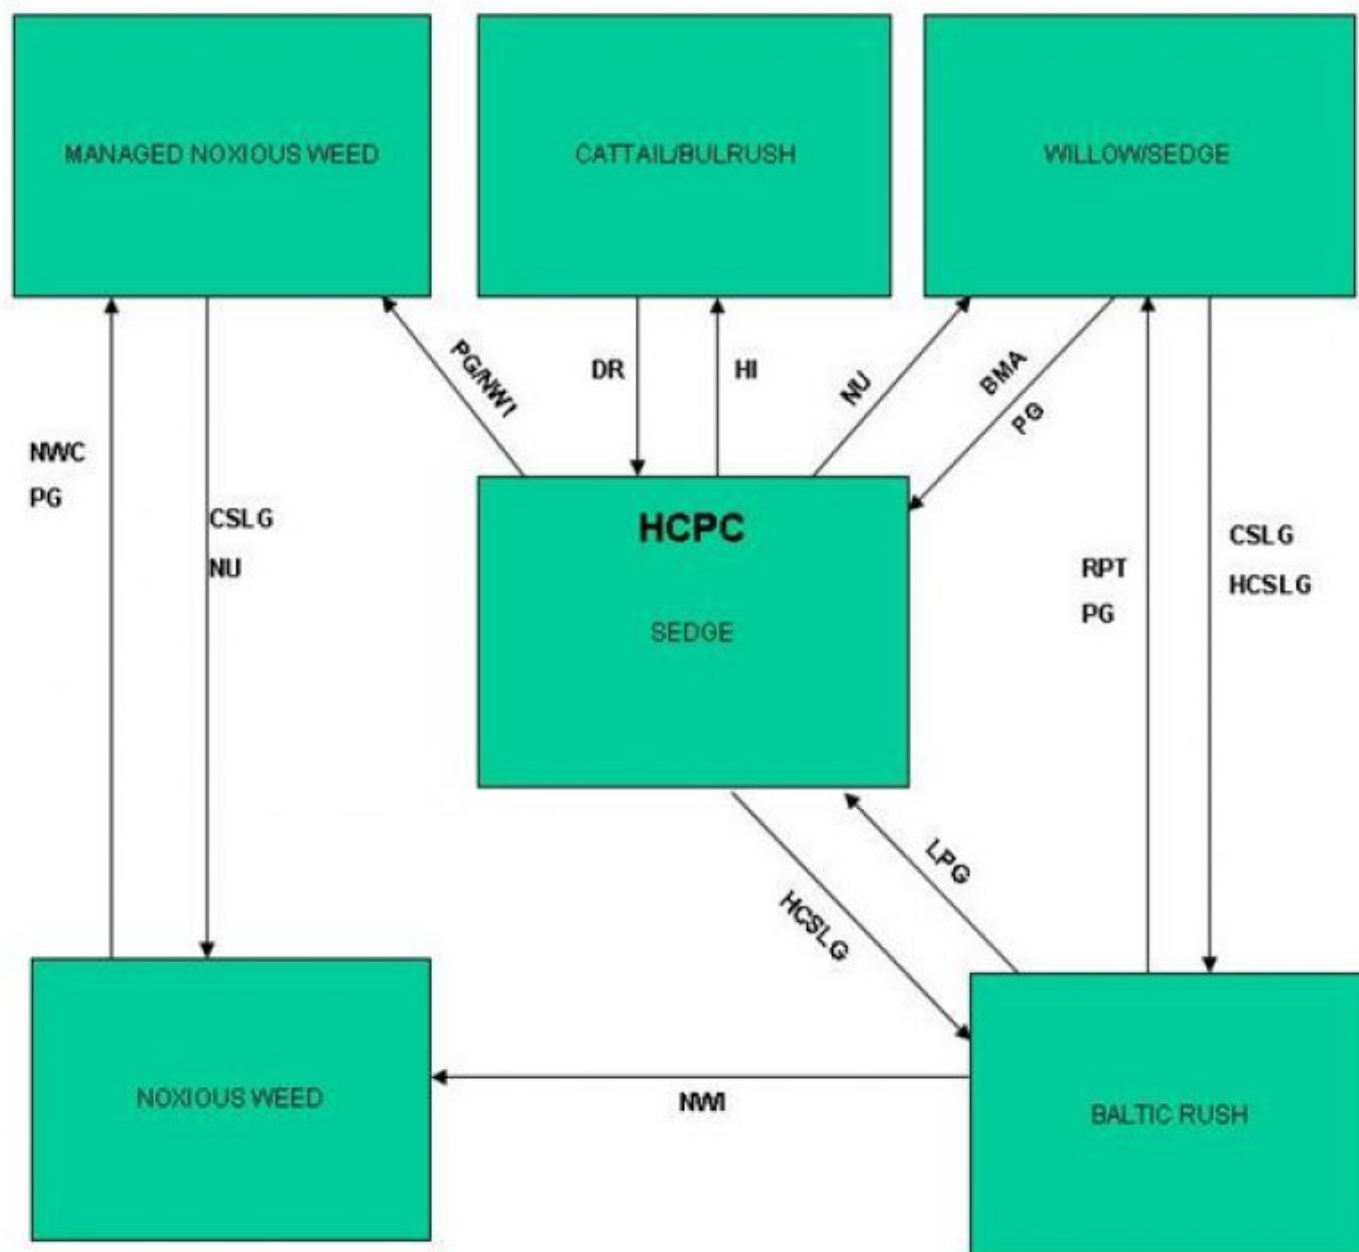 MANAGED NOXIOUS WEED
CATTAIL/BULRUSH
WILLOW/SEDGE
PG/NW1
DR
HI
NU
BMA
PG
NWC
PG
CSLG
NU
HCPC
SEDGE
RPT
PG
CSLG
HCSLG
LPG
HCSLG
NOXIOUS WEED
NWI
BALTIC RUSH